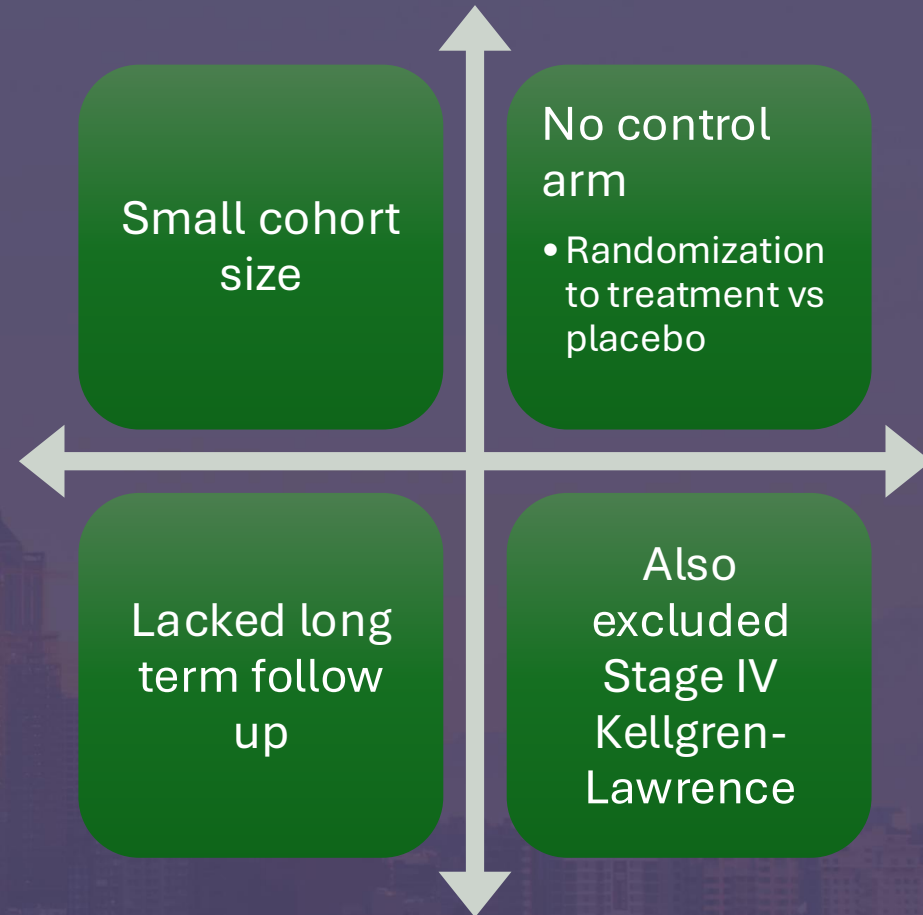 Small cohort
size
No control
arm
• Randomization
to treatment vs
placebo
Lacked long
term follow
up
Also
excluded
Stage IV
Kellgren-
Lawrence